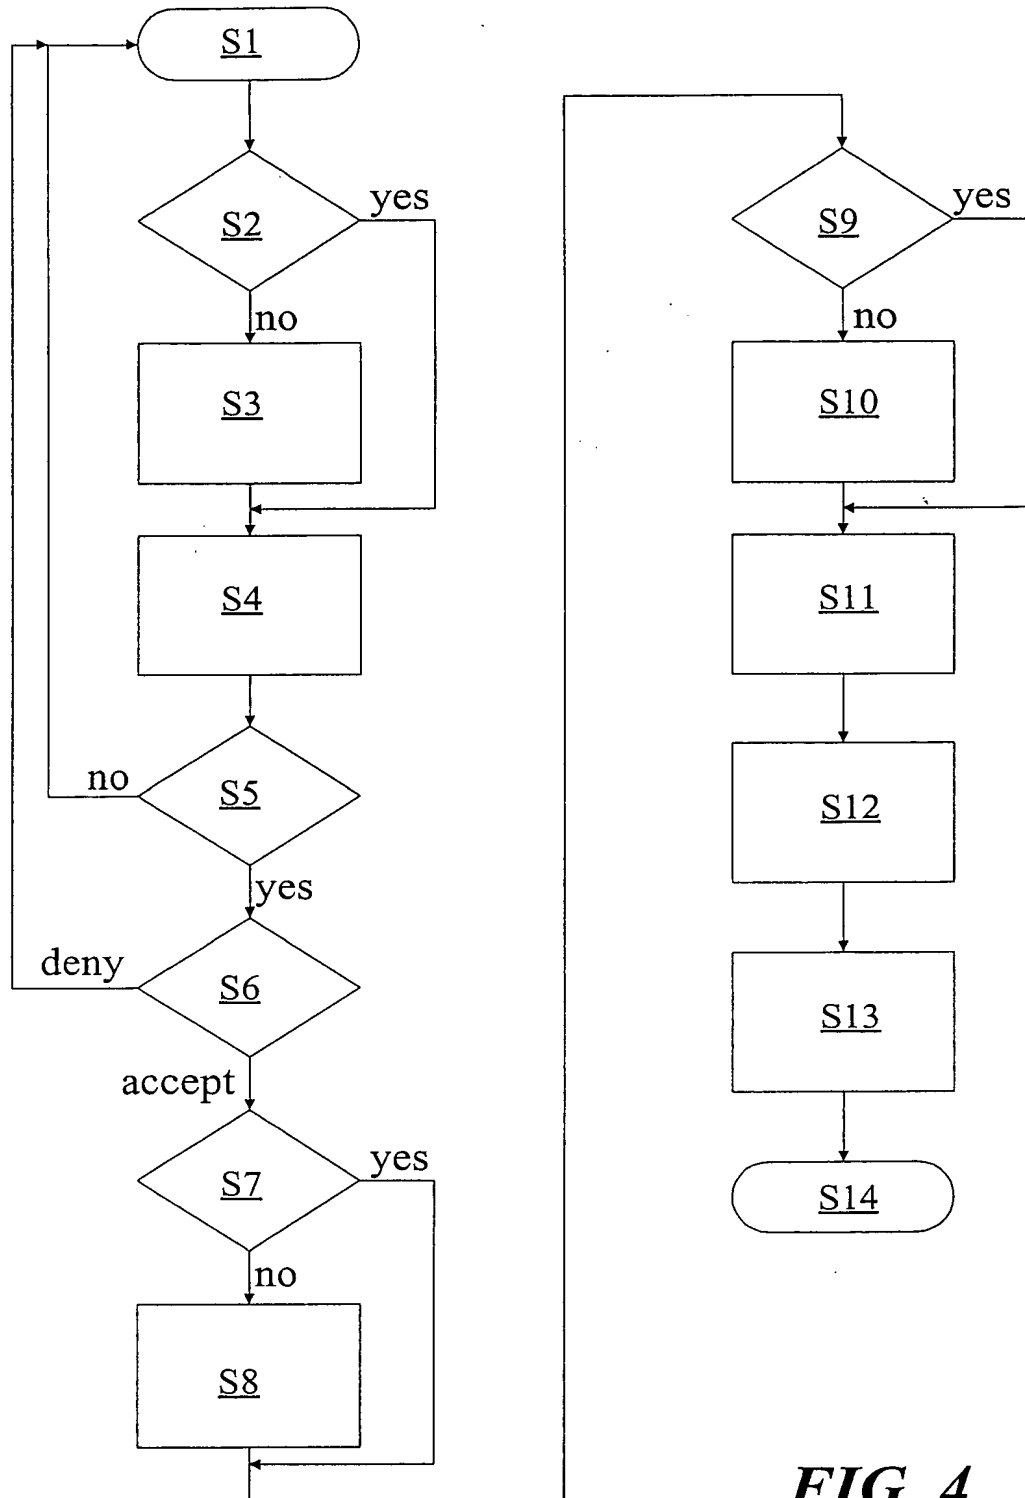 S1
S2
yes
no
S3
S4
S5
no
yes
S6
deny
accept
S7
yes
no
S8
S9
yes
no
S10
S11
S12
S13
S14
FIG. 4